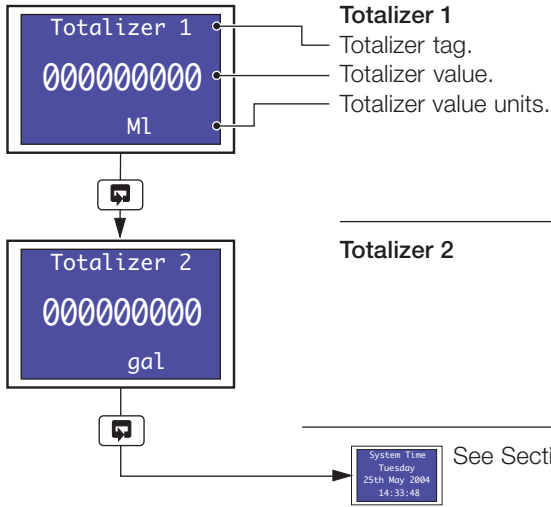 Totalizer 1
000000000
Ml
Totalizer 1
Totalizer tag.
Totalizer value.
Totalizer value units.
Totalizer 2
000000000
gal
Totalizer 2
System Time
Tuesday
25th May 2004
14:33:48
See